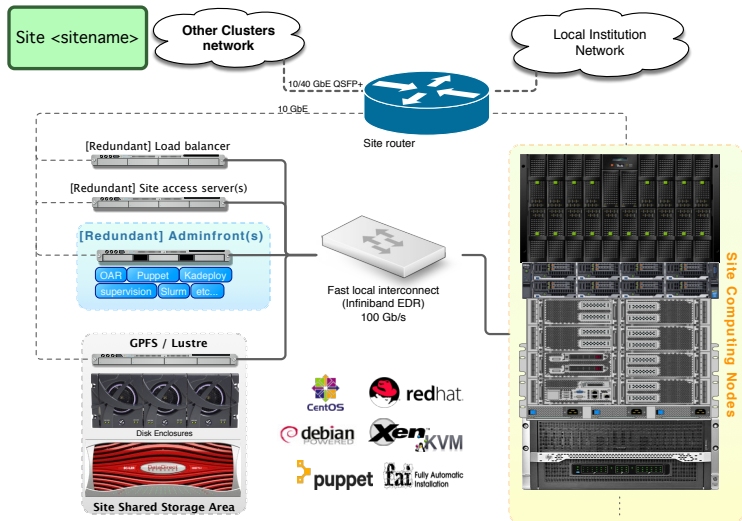 Site <sitename>
Other Clusters
network
Local Institution
Network
10/40 GbE QSFP+
10 GbE
Site router
[Redundant] Load balancer
[Redundant] Site access server(s)
[Redundant] Adminfront(s)
OAR
Puppet
Kadeploy
supervision
Slurm
etc...
Fast local interconnect
(Infiniband EDR)
100 Gb/s
GPFS / Lustre
Disk Enclosures
DataDirect
Site Shared Storage Area
Site Computing Nodes
CentOS
redhat.
debian
POWERED
Xen
KVM
puppet
fai
Fully Automatic
Installation